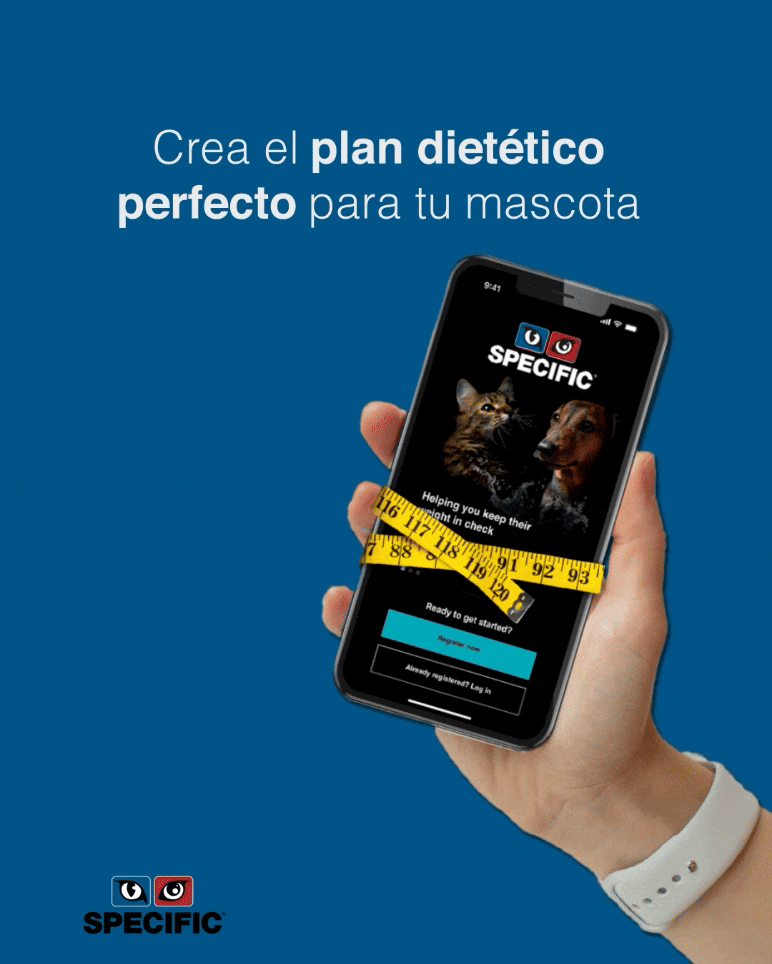 Crea el plan dietético
perfecto para tu mascota
9:41
SPECIFIC
Helping you keep their
weight in check
116 117 118 119 120
88 91 92 93
Ready to get started?
Register now
Already registered? Log in
SPECIFIC